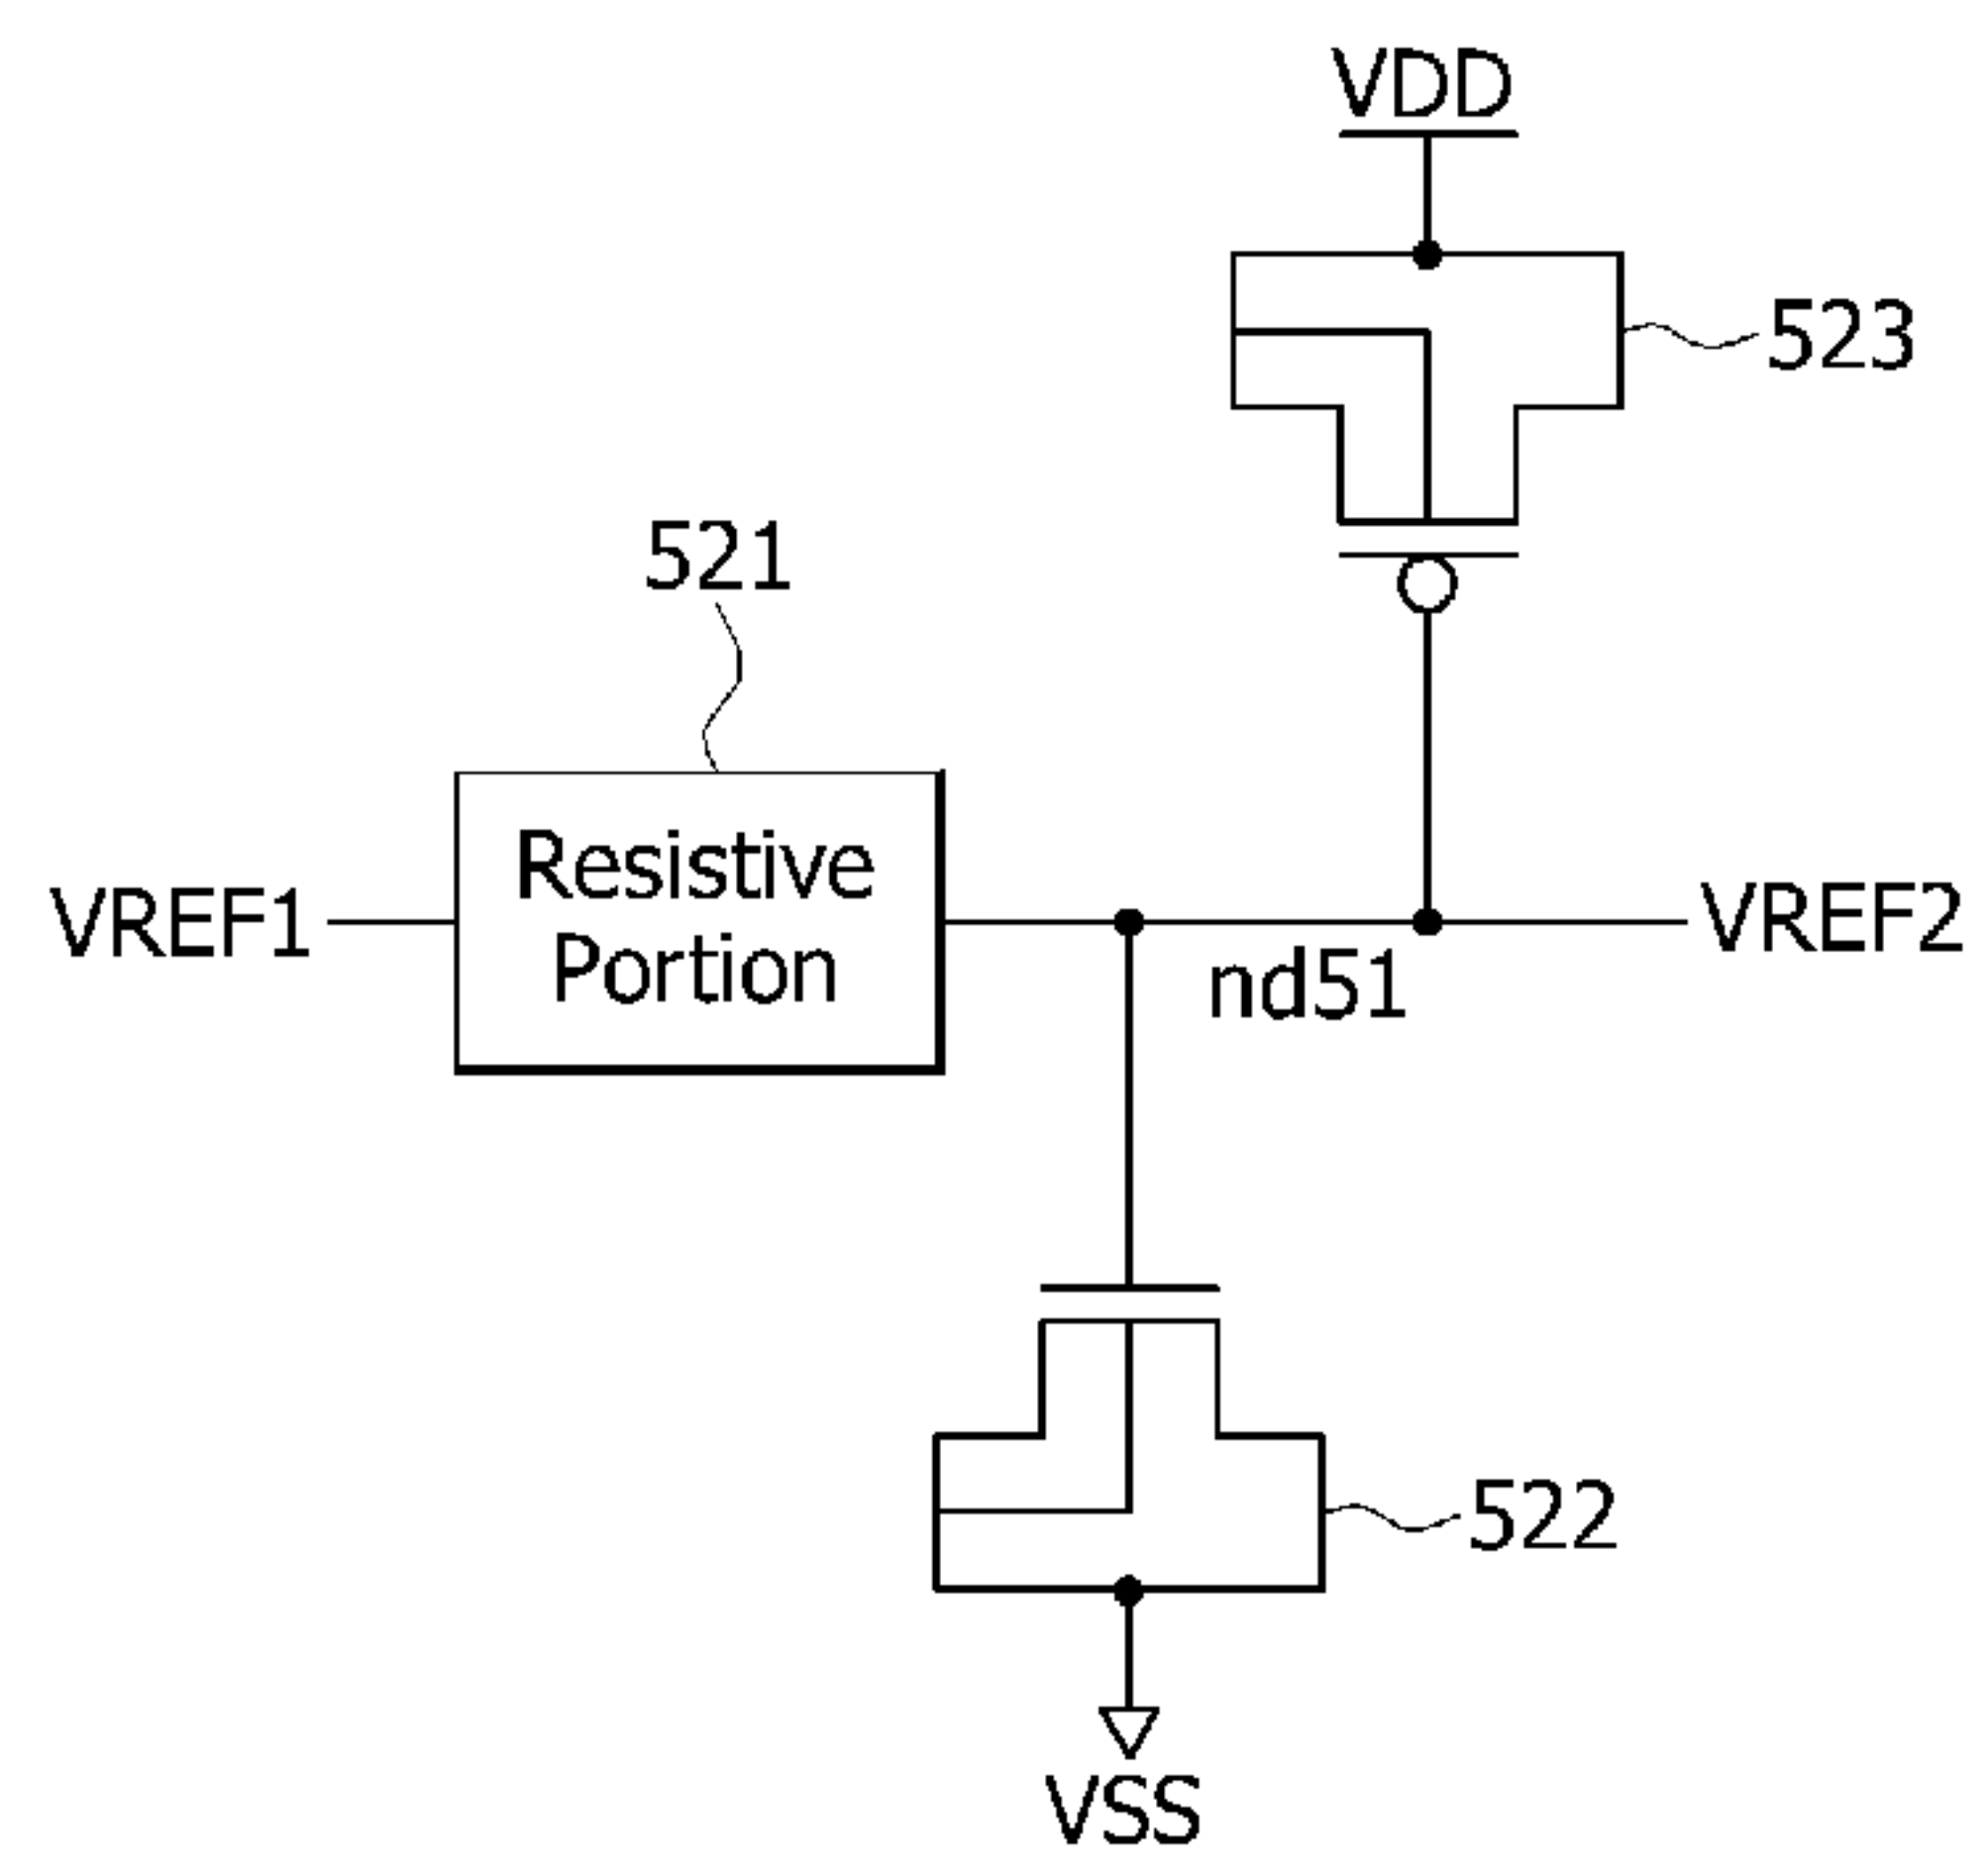 VDD
523
521
Resistive
Portion
VREF1
VREF2
nd51
522
VSS